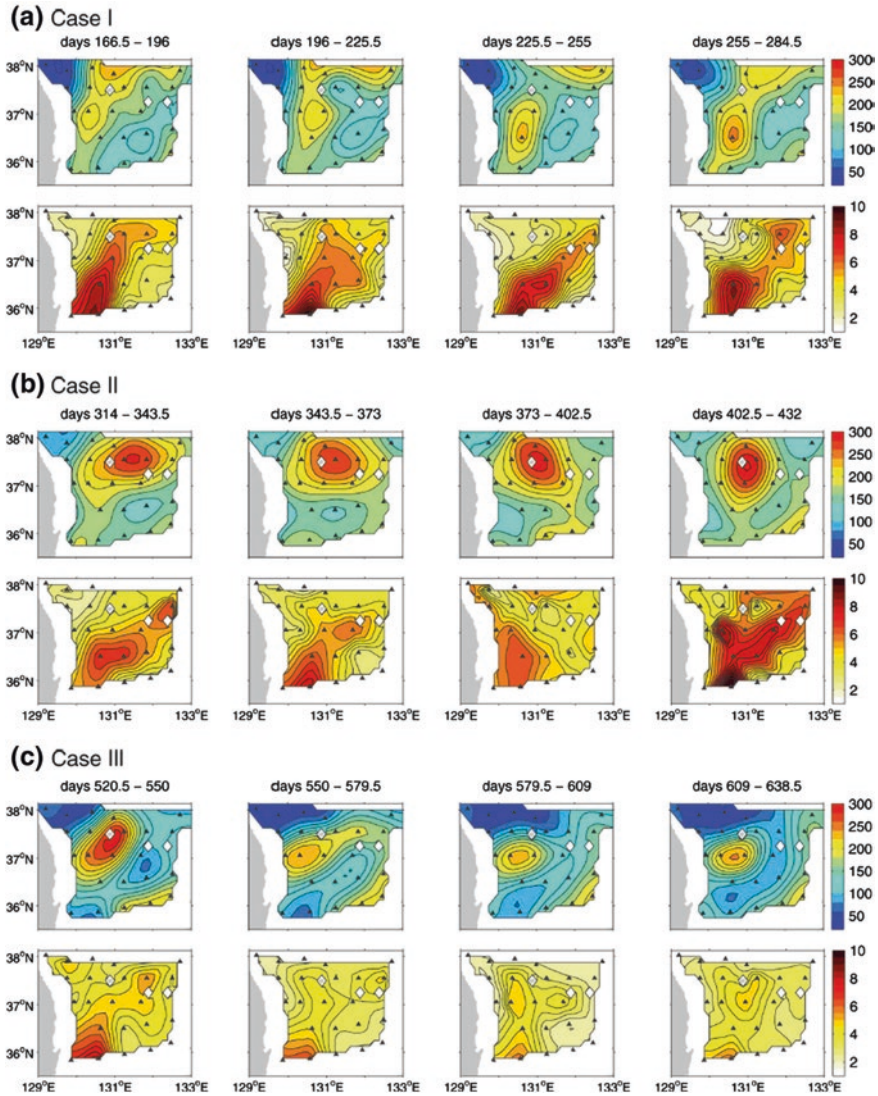 (a) Case I
days 166.5 – 196 days 196 – 225.5 days 225.5 – 255 days 255 – 284.5
38°N
37°N
36°N
300
200
150
100
50
38°N
37°N
36°N
10
8
6
4
2
129°E 131°E 133°E 129°E 131°E 133°E 129°E 131°E 133°E 129°E 131°E 133°E
(b) Case II
days 314 – 343.5 days 343.5 – 373 days 373 – 402.5 days 402.5 – 432
38°N
37°N
36°N
300
200
150
100
50
38°N
37°N
36°N
10
8
6
4
2
129°E 131°E 133°E 129°E 131°E 133°E 129°E 131°E 133°E 129°E 131°E 133°E
(c) Case III
days 520.5 – 550 days 550 – 579.5 days 579.5 – 609 days 609 – 638.5
38°N
37°N
36°N
300
200
150
100
50
38°N
37°N
36°N
10
8
6
4
2
129°E 131°E 133°E 129°E 131°E 133°E 129°E 131°E 133°E 129°E 131°E 133°E